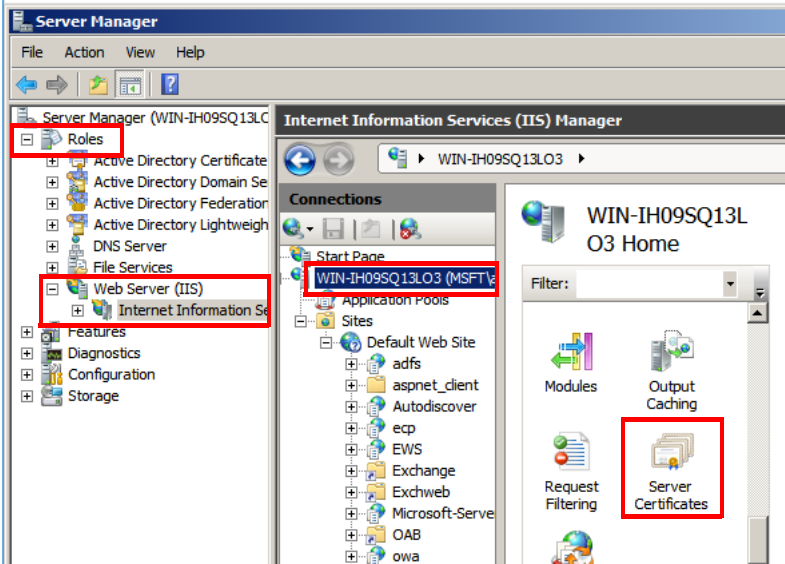 Server Manager
File Action View Help
Server Manager (WIN-IH09SQ13LC
Roles
Active Directory Certificate
Active Directory Domain Se
Active Directory Federation
Active Directory Lightweigh
DNS Server
File Services
Web Server (IIS)
Internet Information Se
Features
Diagnostics
Configuration
Storage
Internet Information Services (IIS) Manager
WIN-IH09SQ13LO3
Connections
Start Page
WIN-IH09SQ13LO3 (MSFT\a
Application Pools
Sites
Default Web Site
adfs
aspnet_client
Autodiscover
ecp
EWS
Exchange
Exchweb
Microsoft-Serve
OAB
owa
WIN-IH09SQ13L
O3 Home
Filter:
Modules
Output
Caching
Request
Filtering
Server
Certificates